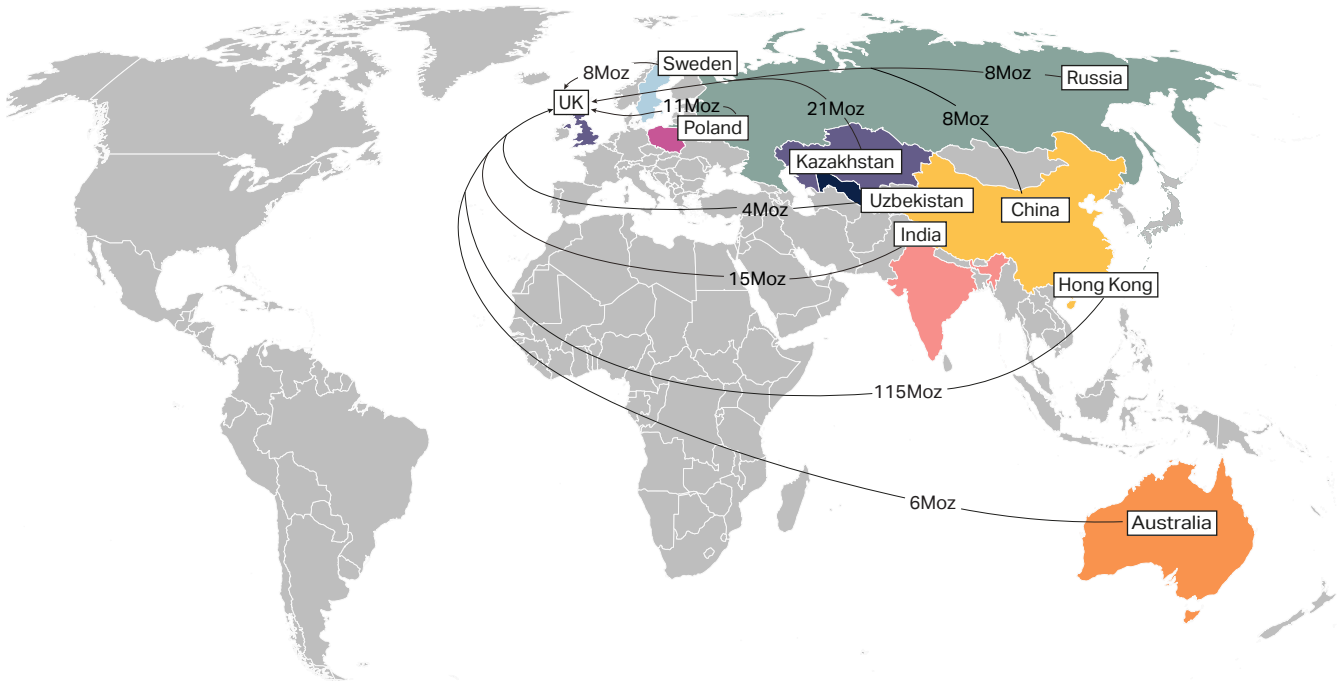 Sweden
8Moz
8Moz
Russia
UK
11Moz
21Moz
8Moz
Poland
Kazakhstan
Uzbekistan
4Moz
China
India
15Moz
Hong Kong
115Moz
6Moz
Australia